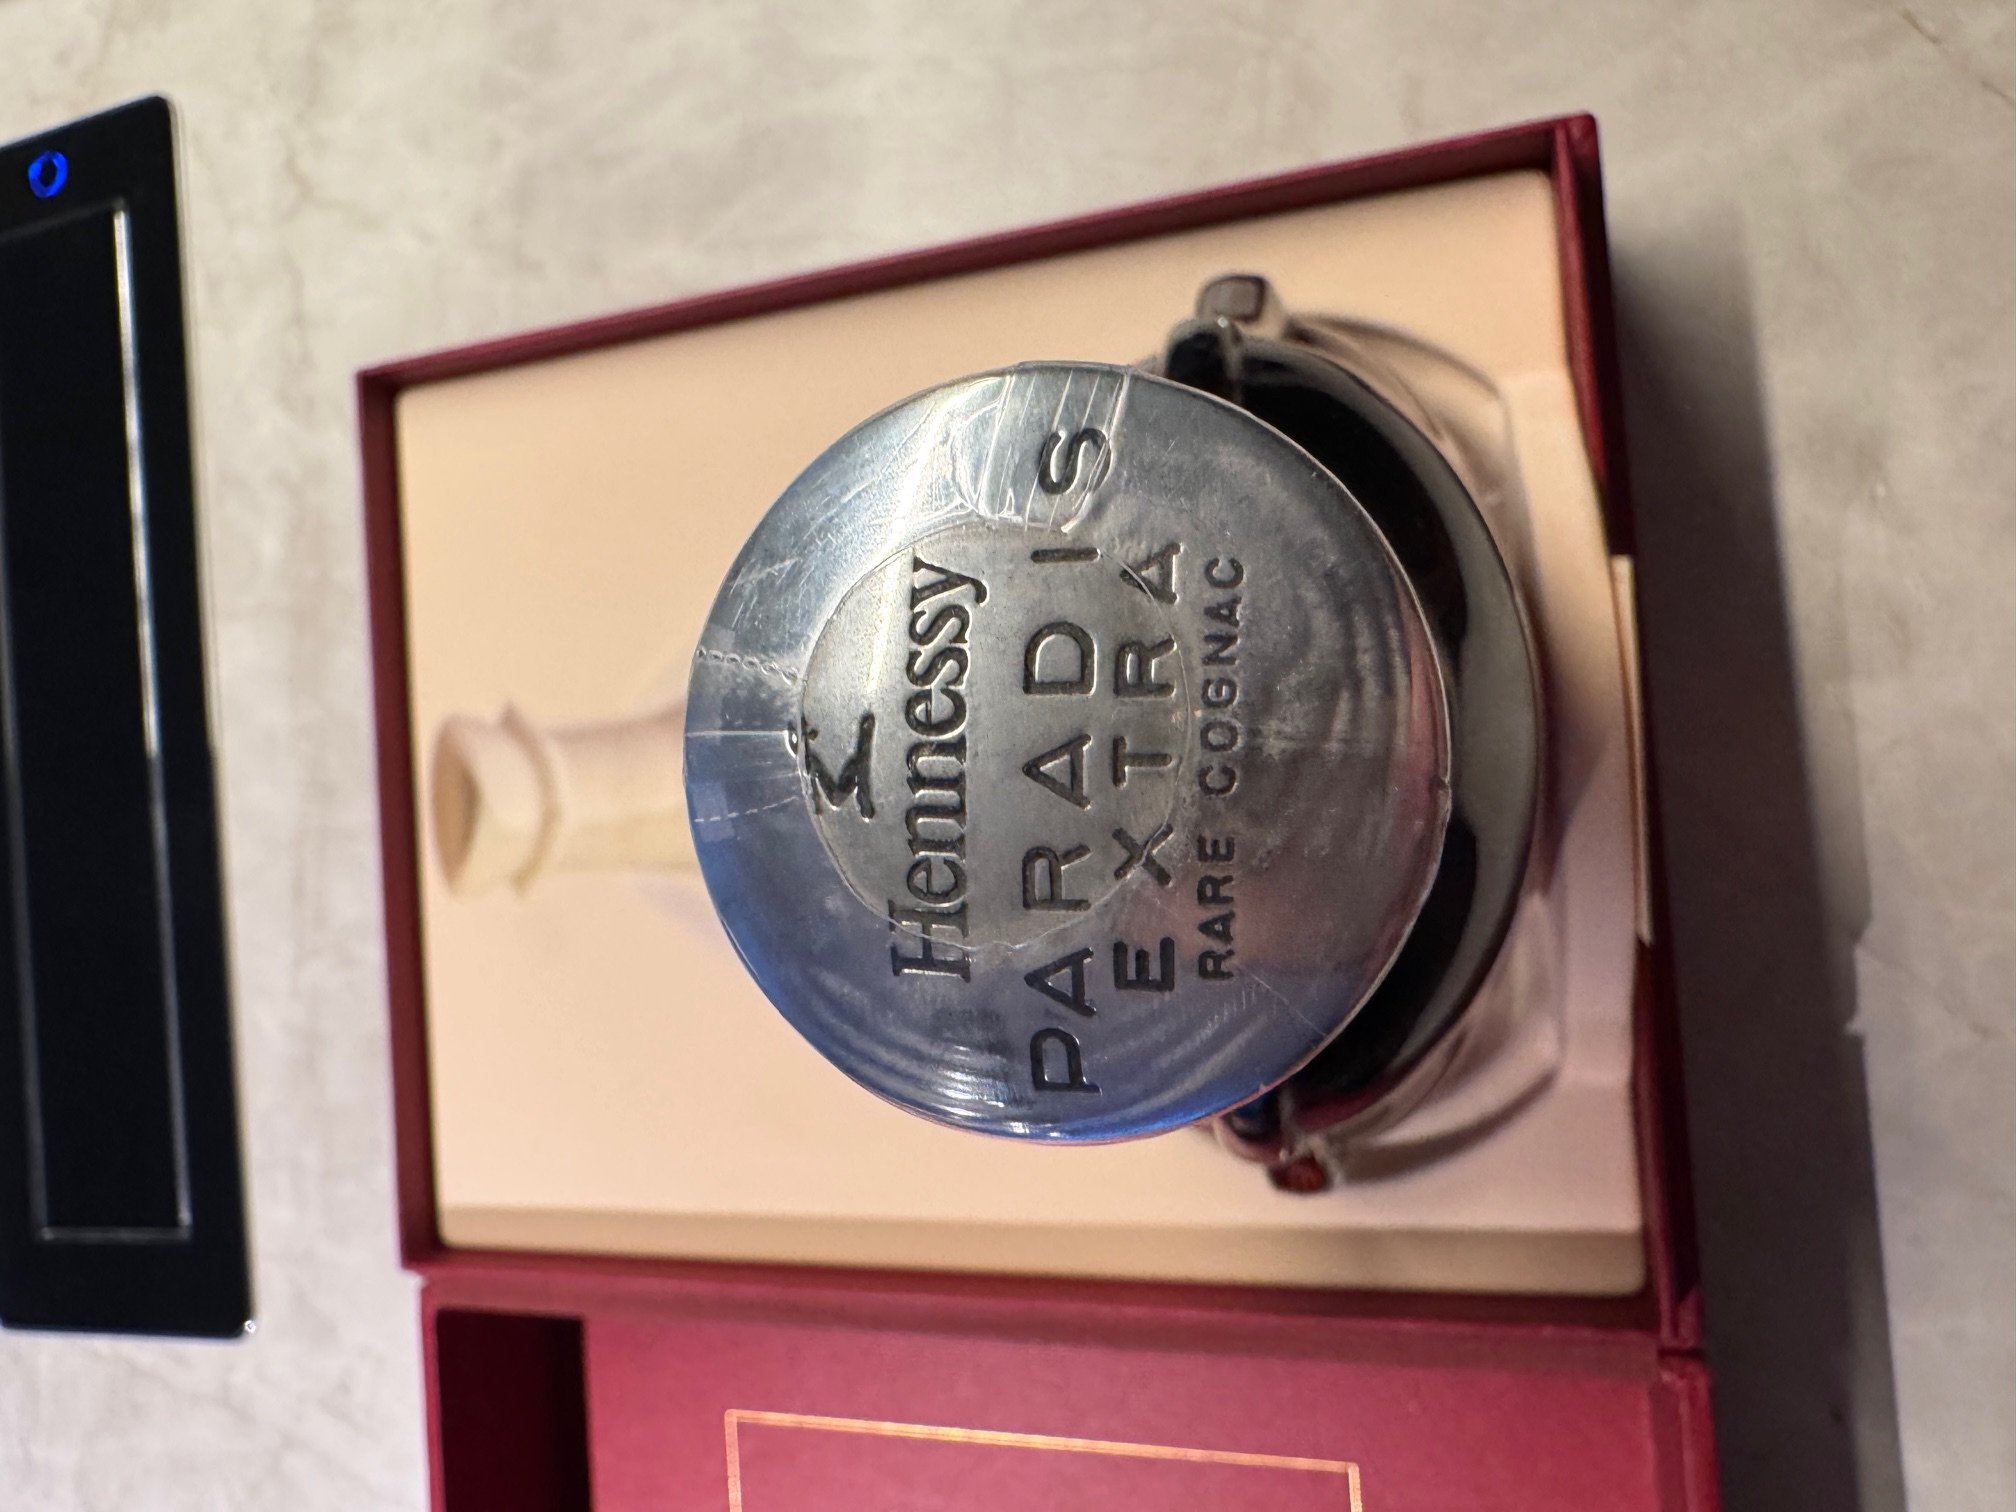 Hennessy
PARADIS
EXTRA
RARE COGNAC